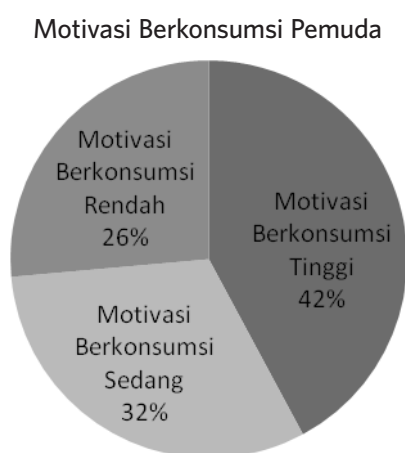 Motivasi Berkonsumsi Pemuda
Motivasi
Berkonsumsi
Rendah
26%
Motivasi
Berkonsumsi
Tinggi
42%
Motivasi
Berkonsumsi
Sedang
32%